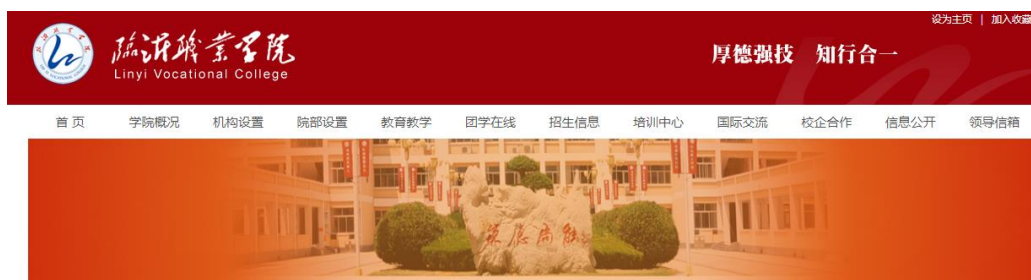 设为主页 | 加入收藏
临沂职业学院
Linyi Vocational College
厚德强技 知行合一
首页 学院概况 机构设置 院部设置 教育教学 团学在线 招生信息 培训中心 国际交流 校企合作 信息公开 领导信箱